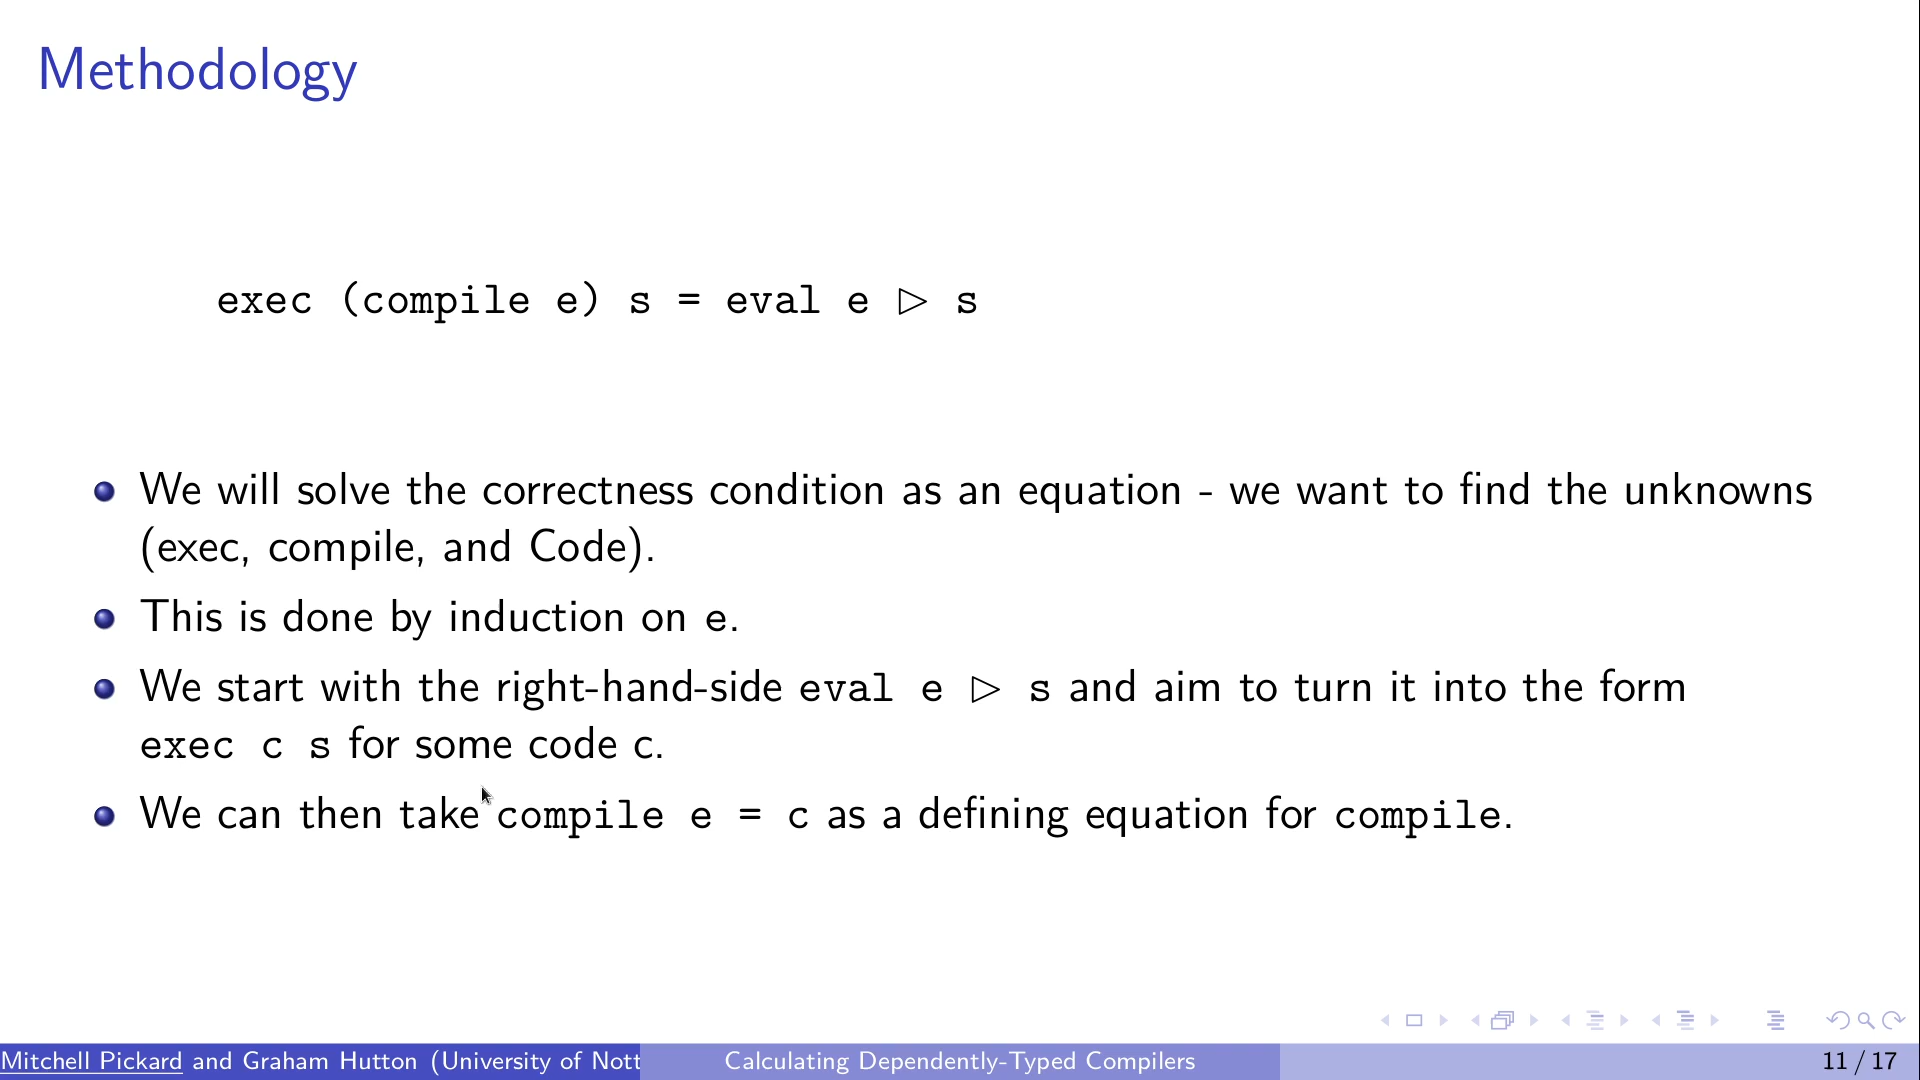 Methodology
exec (compile e) s = eval e ▷ s
We will solve the correctness condition as an equation - we want to find the unknowns
(exec, compile, and Code).
This is done by induction on e.
We start with the right-hand-side eval e ▷ s and aim to turn it into the form
exec c s for some code c.
We can then take compile e = c as a defining equation for compile.
Mitchell Pickard and Graham Hutton (University of Nott
Calculating Dependently-Typed Compilers
11 / 17